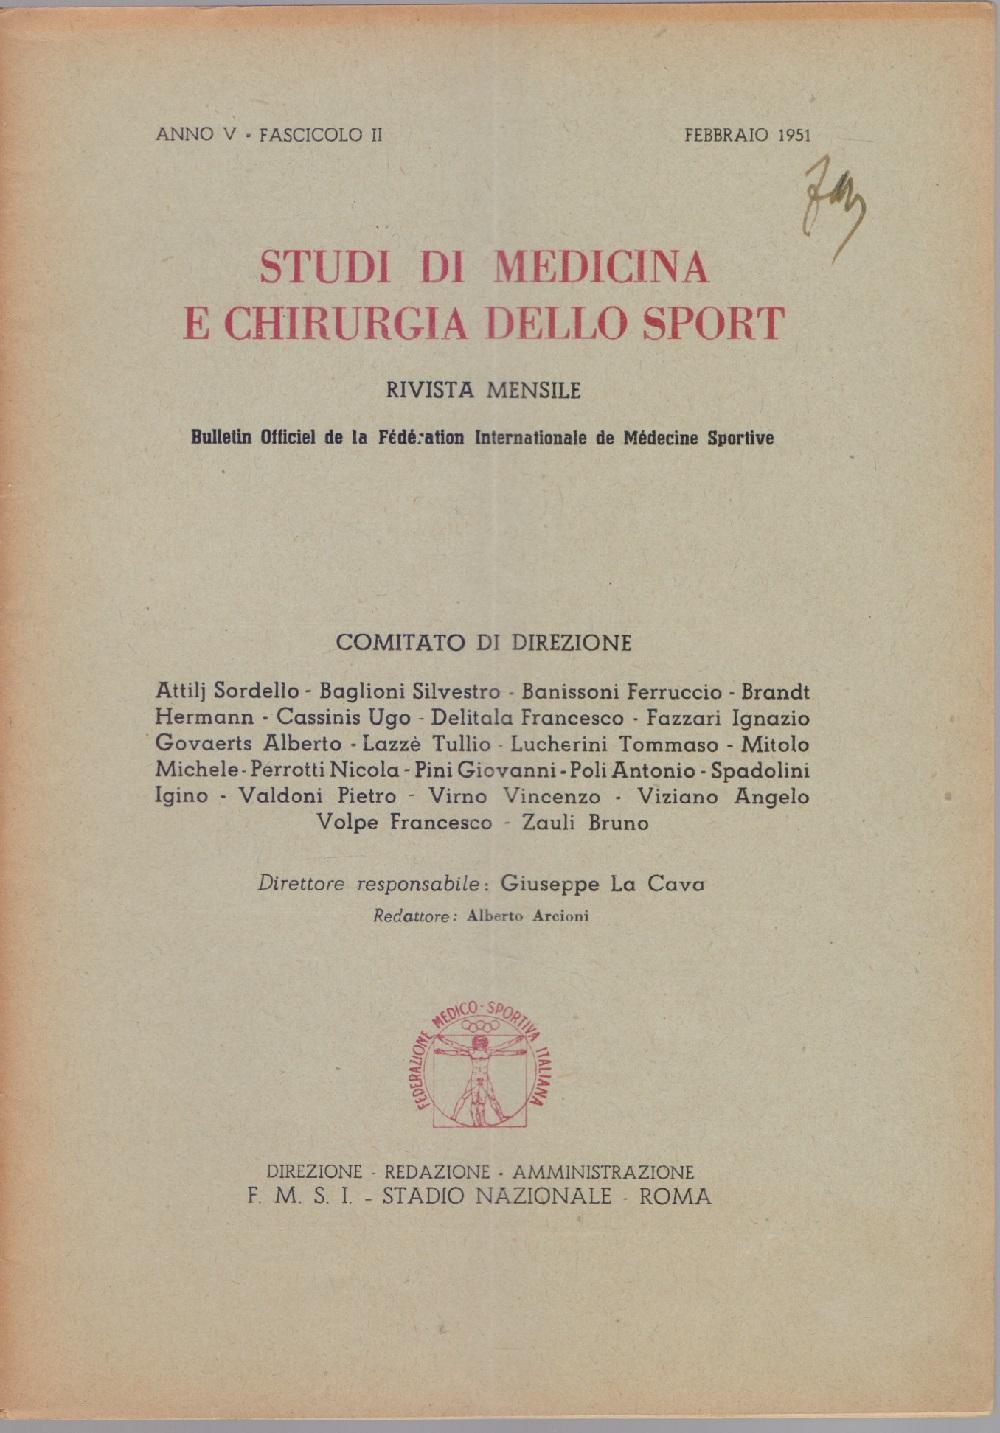 ANNO V - FASCICOLO II
FEBBRAIO 1951
STUDI DI MEDICINA
E CHIRURGIA DELLO SPORT
RIVISTA MENSILE
Bulletin Officiel de la Fédération Internationale de Médecine Sportive
COMITATO DI DIREZIONE
Attilj Sordello - Baglioni Silvestro - Banissoni Ferruccio - Brandt
Hermann - Cassinis Ugo - Delitala Francesco - Fazzari Ignazio
Govaerts Alberto - Lazzè Tullio - Lucherini Tommaso - Mitolo
Michele - Perrotti Nicola - Pini Giovanni - Poli Antonio - Spadolini
Igino - Valdoni Pietro - Virno Vincenzo - Viziano Angelo
Volpe Francesco - Zauli Bruno
Direttore responsabile: Giuseppe La Cava
Redattore: Alberto Arcioni
FEDERAZIONE MEDICO-SPORTIVA ITALIANA
DIREZIONE - REDAZIONE - AMMINISTRAZIONE
F. M. S. I. - STADIO NAZIONALE - ROMA